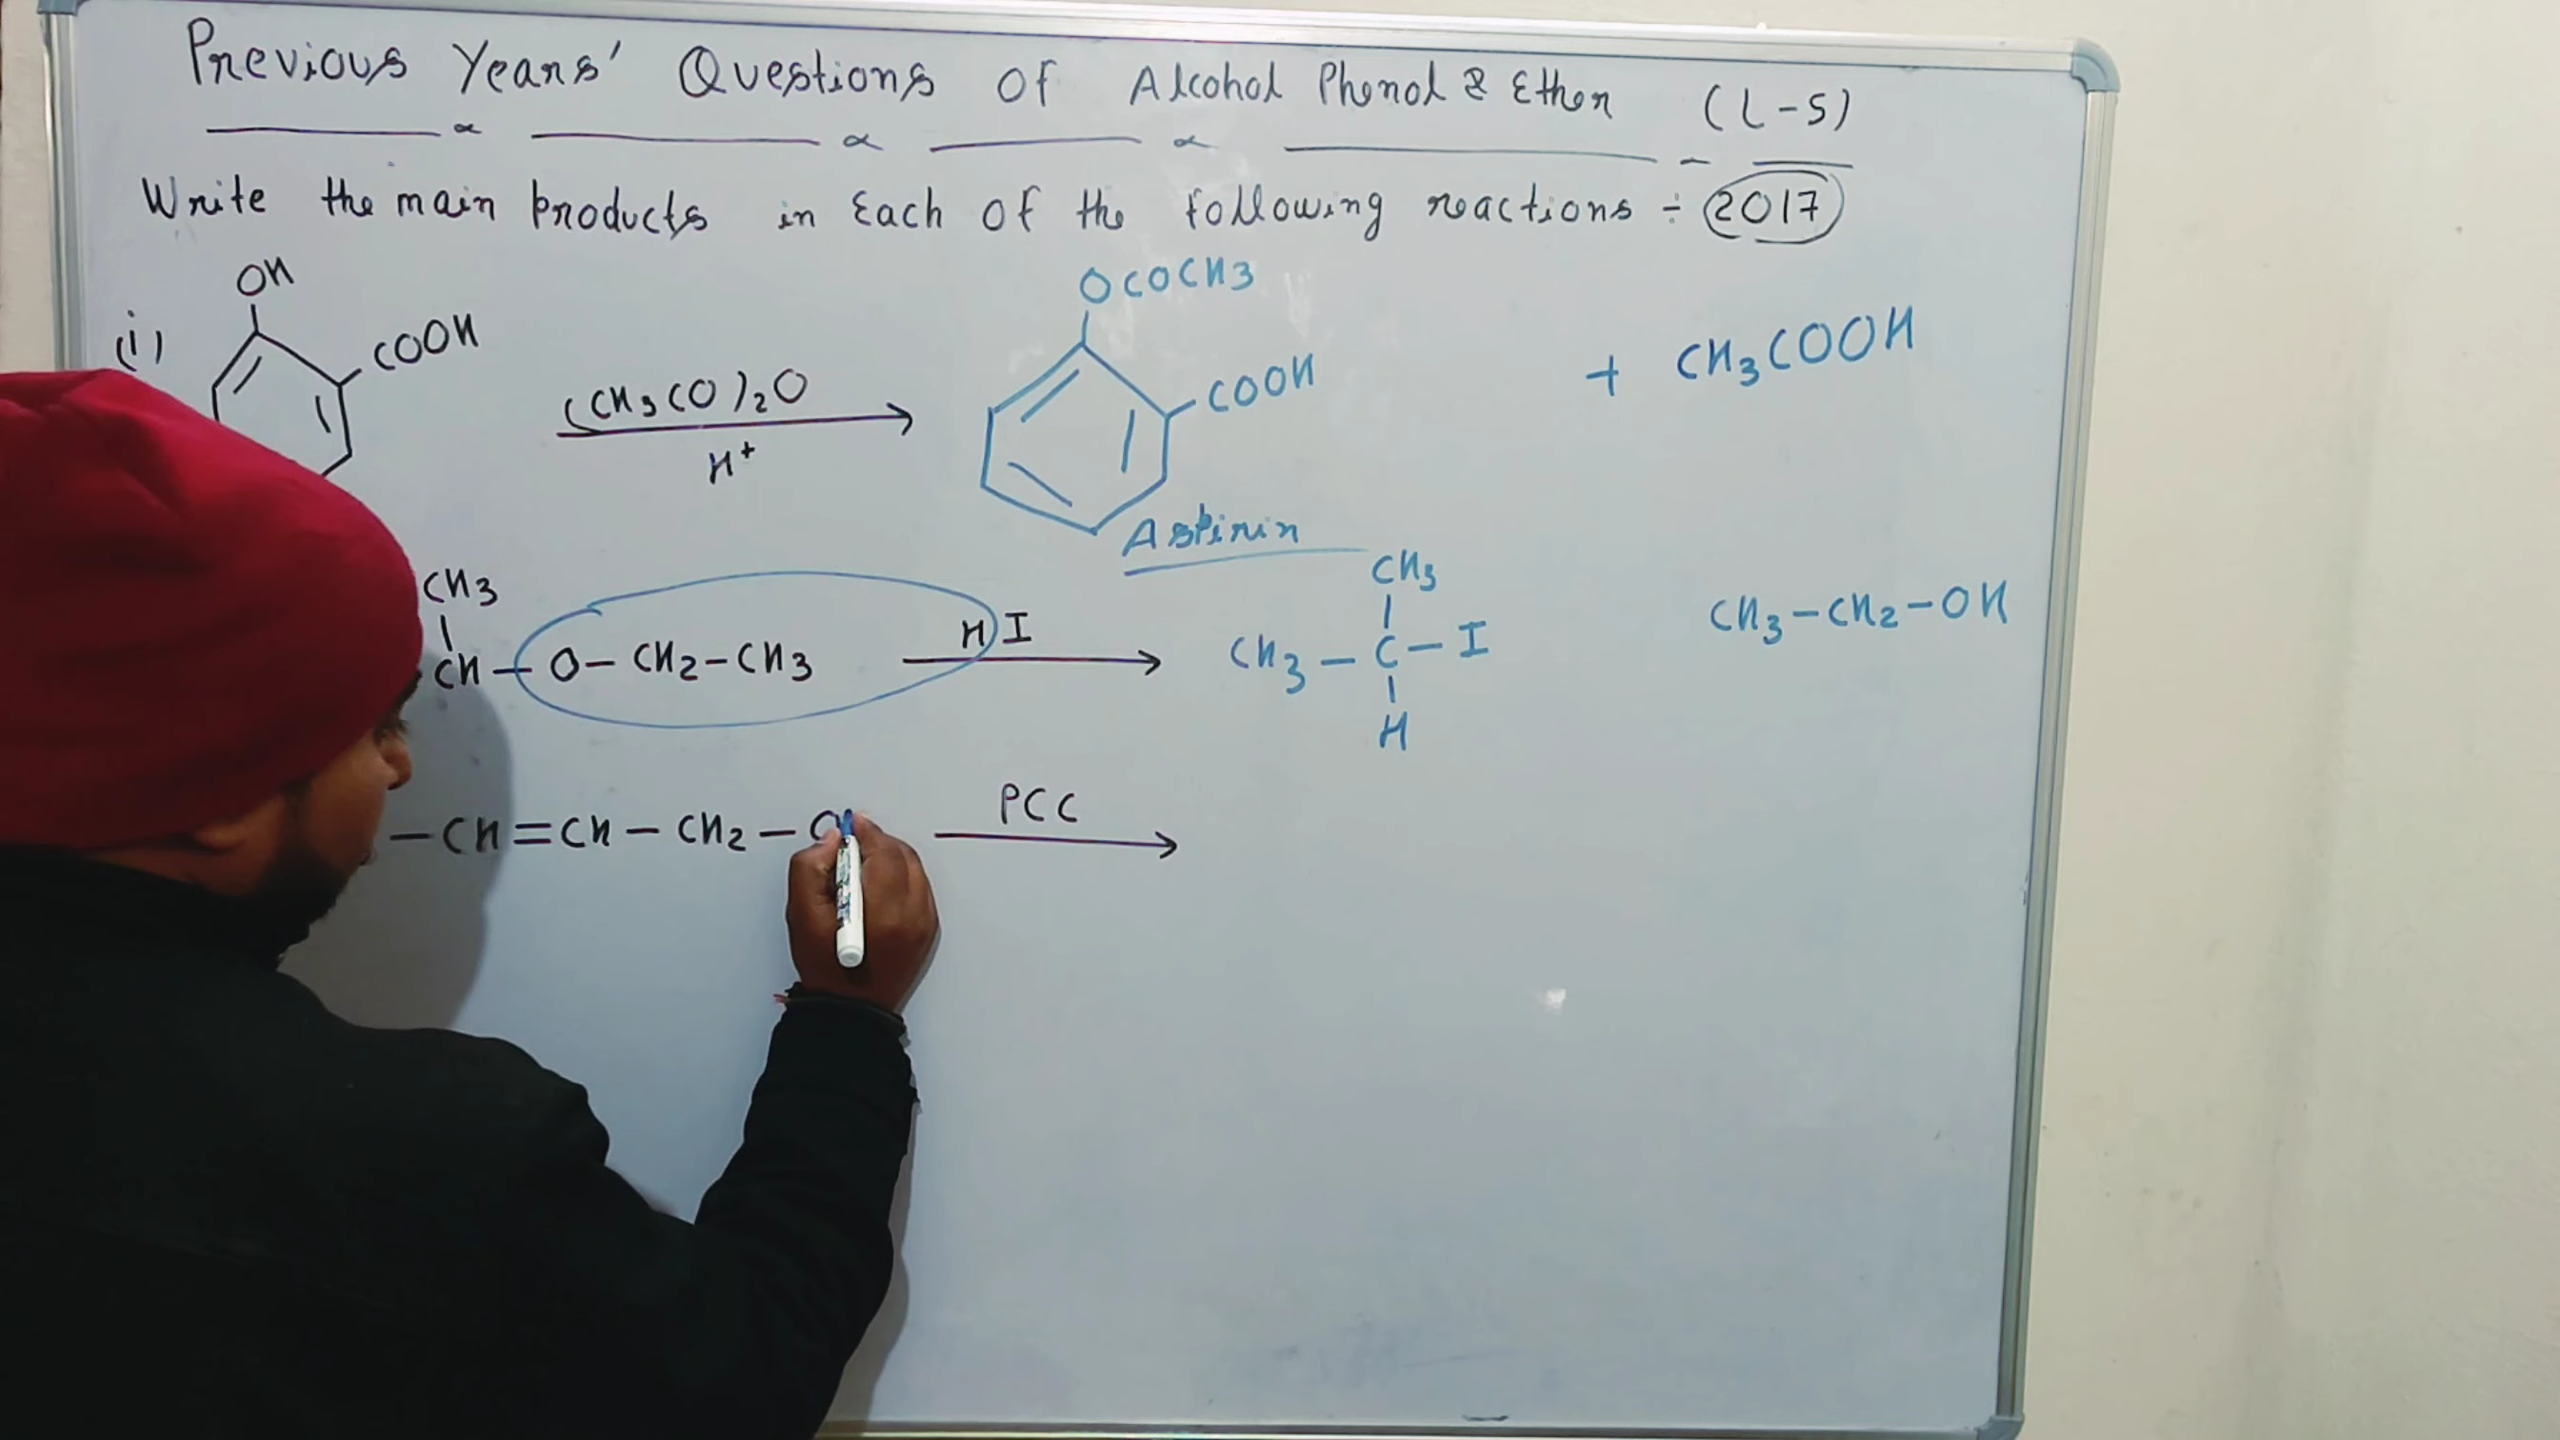 Previous Years' Questions Of Alcohol Phenol & Ether (L-5)
Write the main products in Each of the following reactions ÷ 2017
(i) OH
COOH
(CH3CO)2O
H+
OCOCH3
COOH
Aspirin
+ CH3COOH
CH3
CH-O-CH2-CH3
HI
CH3
CH3-C-I
H
CH3-CH2-OH
-CH=CH-CH2-O
PCC